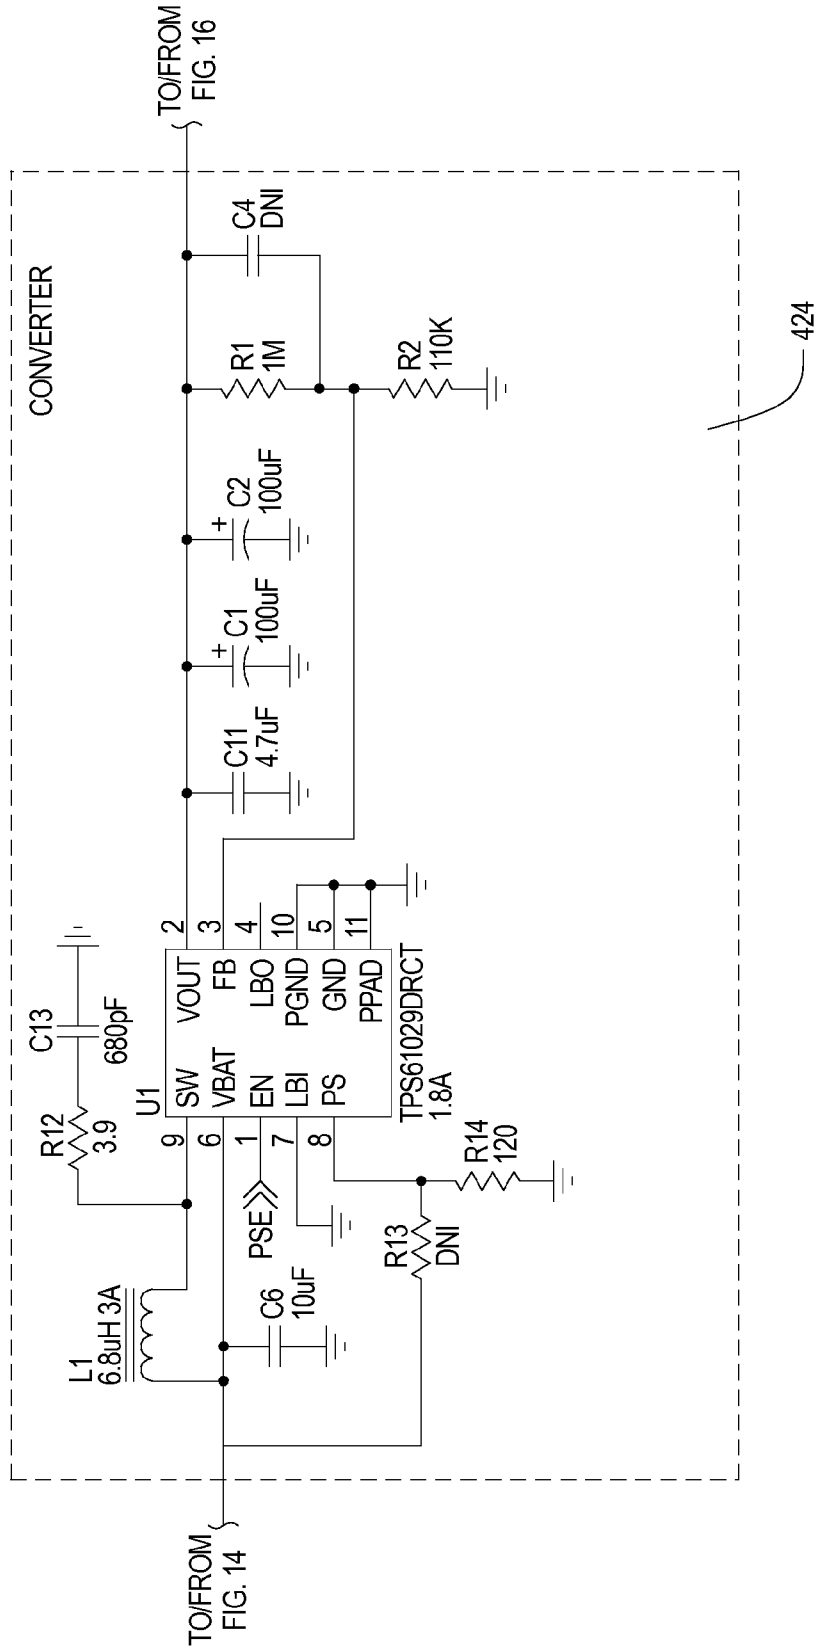 CONVERTER
TO/FROM
FIG. 14
L1
6.8uH 3A
C6
10uF
R12
3.9
C13
680pF
PSE
R13
DNI
R14
120
U1
9
6
1
7
8
SW
VBAT
EN
LBI
PS
VOUT
FB
LBO
PGND
GND
PPAD
2
3
4
10
5
11
TPS61029DRCT
1.8A
C11
4.7uF
+
C1
100uF
+
C2
100uF
R1
1M
C4
DNI
R2
110K
TO/FROM
FIG. 16
424